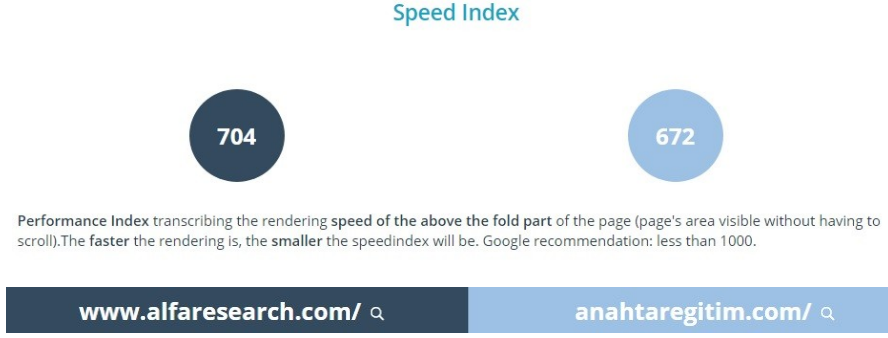 Speed Index
704
672
Performance Index transcribing the rendering speed of the above the fold part of the page (page's area visible without having to
scroll).The faster the rendering is, the smaller the speedindex will be. Google recommendation: less than 1000.
www.alfaresearch.com/
anahtaregitim.com/